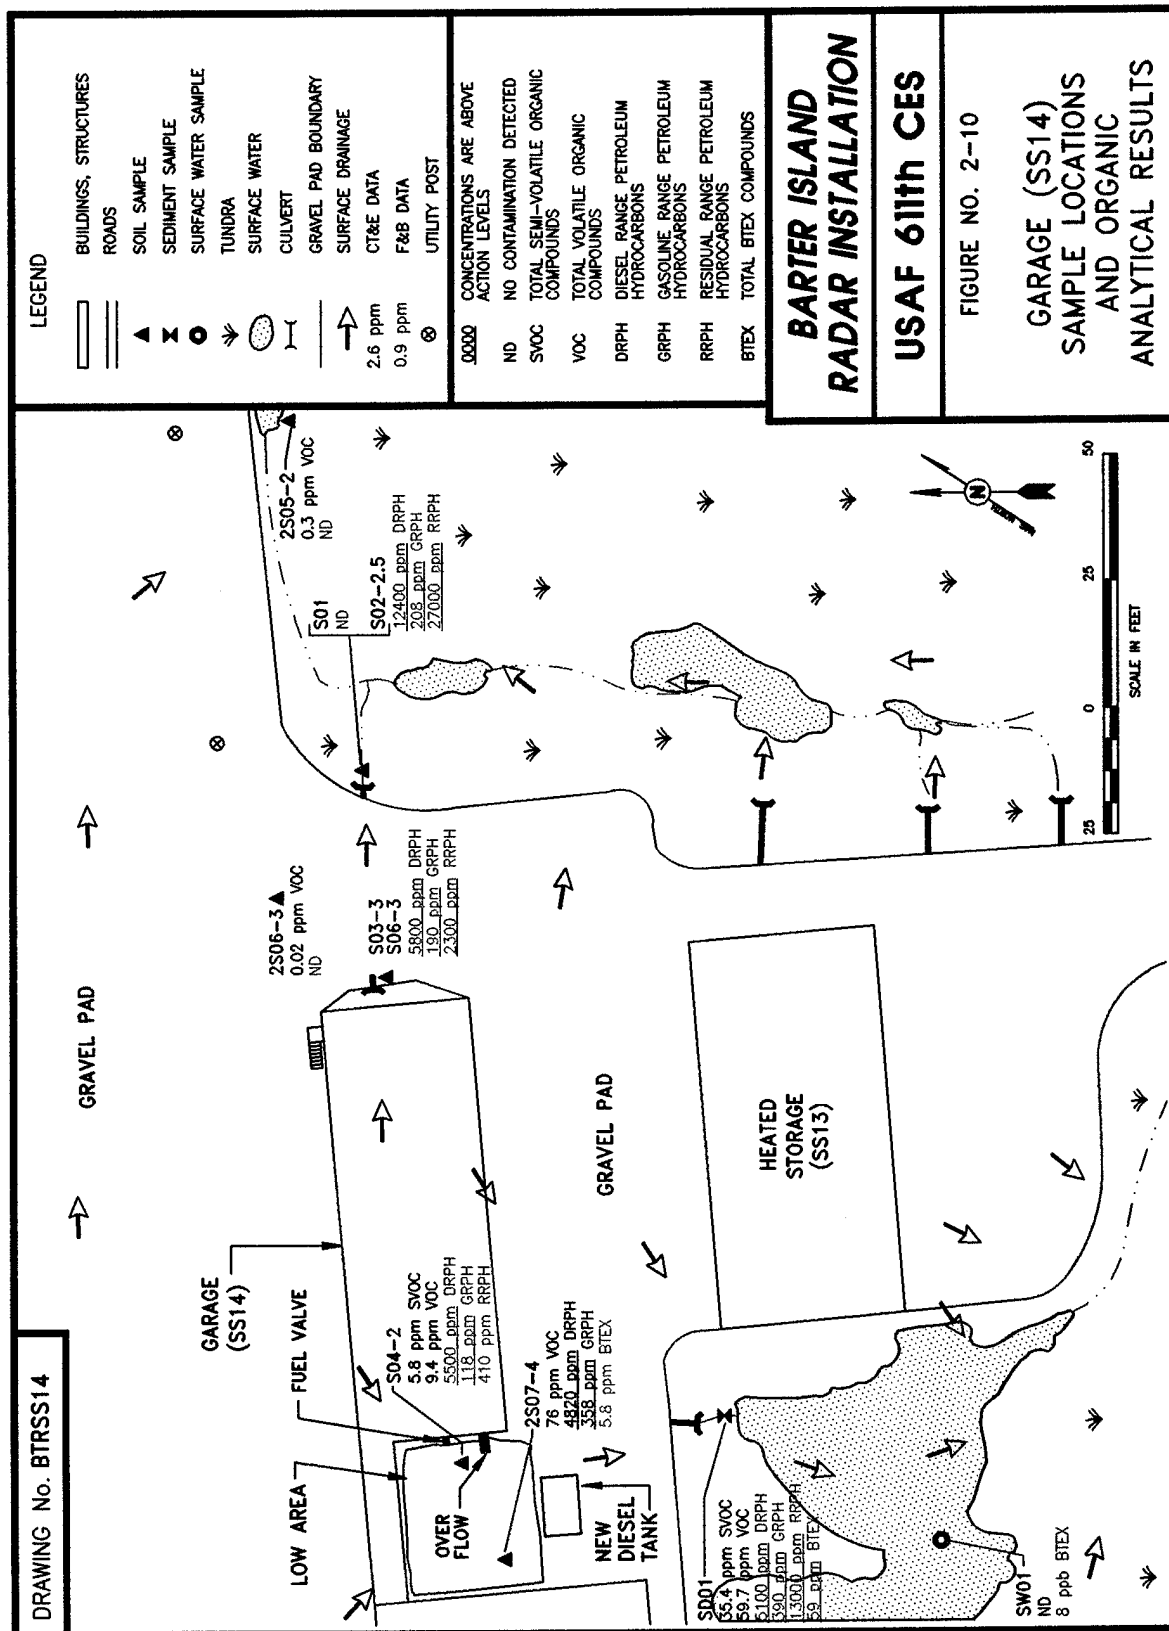 DRAWING No. BTRSS14
LEGEND
BUILDINGS, STRUCTURES
ROADS
SOIL SAMPLE
SEDIMENT SAMPLE
SURFACE WATER SAMPLE
TUNDRA
SURFACE WATER
CULVERT
GRAVEL PAD BOUNDARY
SURFACE DRAINAGE
2.6 ppm CT&E DATA
0.9 ppm F&B DATA
UTILITY POST
0000 CONCENTRATIONS ARE ABOVE
ACTION LEVELS
ND NO CONTAMINATION DETECTED
SVOC TOTAL SEMI-VOLATILE ORGANIC
COMPOUNDS
VOC TOTAL VOLATILE ORGANIC
COMPOUNDS
DRPH DIESEL RANGE PETROLEUM
HYDROCARBONS
GRPH GASOLINE RANGE PETROLEUM
HYDROCARBONS
RRPH RESIDUAL RANGE PETROLEUM
HYDROCARBONS
BTEX TOTAL BTEX COMPOUNDS
BARTER ISLAND
RADAR INSTALLATION
USAF 611th CES
FIGURE NO. 2-10
GARAGE (SS14)
SAMPLE LOCATIONS
AND ORGANIC
ANALYTICAL RESULTS
GRAVEL PAD
GARAGE
(SS14)
FUEL VALVE
LOW AREA
S04-2
5.8 ppm SVOC
9.4 ppm VOC
5500 ppm DRPH
118 ppm GRPH
410 ppm RRPH
OVER
FLOW
2S07-4
76 ppm VOC
4820 ppm DRPH
358 ppm GRPH
5.8 ppm BTEX
NEW
DIESEL
TANK
2S06-3
0.02 ppm VOC
ND
S03-3
S06-3
5800 ppm DRPH
190 ppm GRPH
2300 ppm RRPH
2S05-2
0.3 ppm VOC
ND
S01
ND
S02-2.5
12400 ppm DRPH
208 ppm GRPH
27000 ppm RRPH
GRAVEL PAD
HEATED
STORAGE
(SS13)
SD01
35.4 ppm SVOC
59.7 ppm VOC
5100 ppm DRPH
390 ppm GRPH
13000 ppm RRPH
59 ppm BTEX
SW01
ND
8 ppb BTEX
N
25 0 25 50
SCALE IN FEET